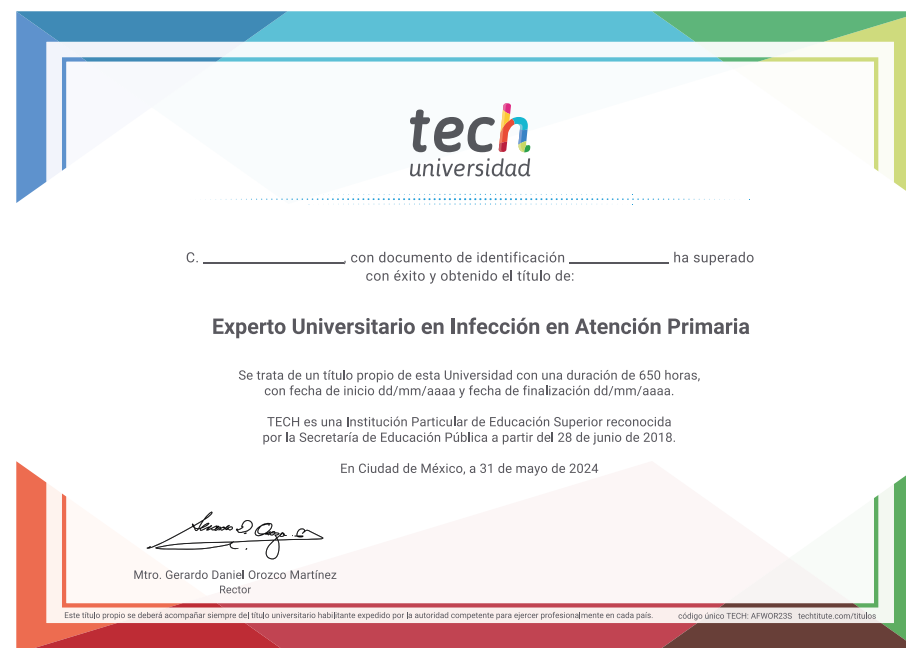 tech
universidad
C. ____________, con documento de identificación ____________ ha superado
con éxito y obtenido el título de:
Experto Universitario en Infección en Atención Primaria
Se trata de un título propio de esta Universidad con una duración de 650 horas,
con fecha de inicio dd/mm/aaaa y fecha de finalización dd/mm/aaaa.
TECH es una Institución Particular de Educación Superior reconocida
por la Secretaría de Educación Pública a partir del 28 de junio de 2018.
En Ciudad de México, a 31 de mayo de 2024
Mtro. Gerardo Daniel Orozco Martínez
Rector
Este título propio se deberá acompañar siempre del título universitario habilitante expedido por la autoridad competente para ejercer profesionalmente en cada país. código único TECH: AFWOR23S techtitute.com/titulos